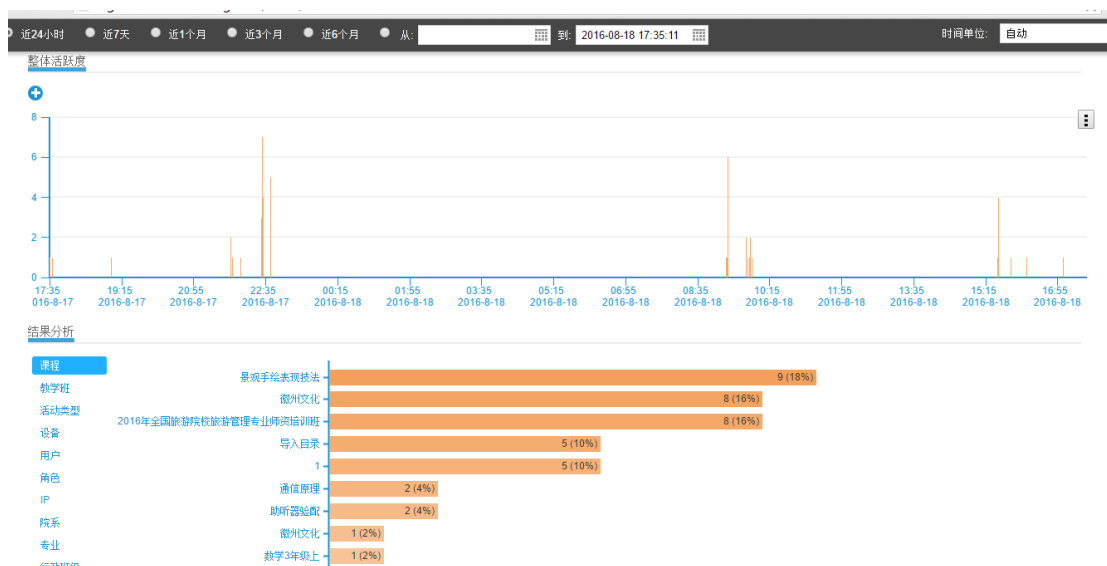 近24小时 近7天 近1个月 近3个月 近6个月 从: 到: 2016-08-18 17:35:11 时间单位: 自动
整体活跃度
8
6
4
2
0
17:35 19:15 20:55 22:35 00:15 01:55 03:35 05:15 06:55 08:35 10:15 11:55 13:35 15:15 16:55
016-8-17 2016-8-17 2016-8-17 2016-8-17 2016-8-18 2016-8-18 2016-8-18 2016-8-18 2016-8-18 2016-8-18 2016-8-18 2016-8-18 2016-8-18 2016-8-18 2016-8-18
结果分析
课程
教学班
活动类型
设备
用户
角色
IP
院系
专业
行政班级
景观手绘表现技法 9 (18%)
徽州文化 8 (16%)
2016年全国旅游院校旅游管理专业师资培训班 8 (16%)
导入目录 5 (10%)
1 5 (10%)
通信原理 2 (4%)
助听器验配 2 (4%)
徽州文化 1 (2%)
数学3年级上 1 (2%)